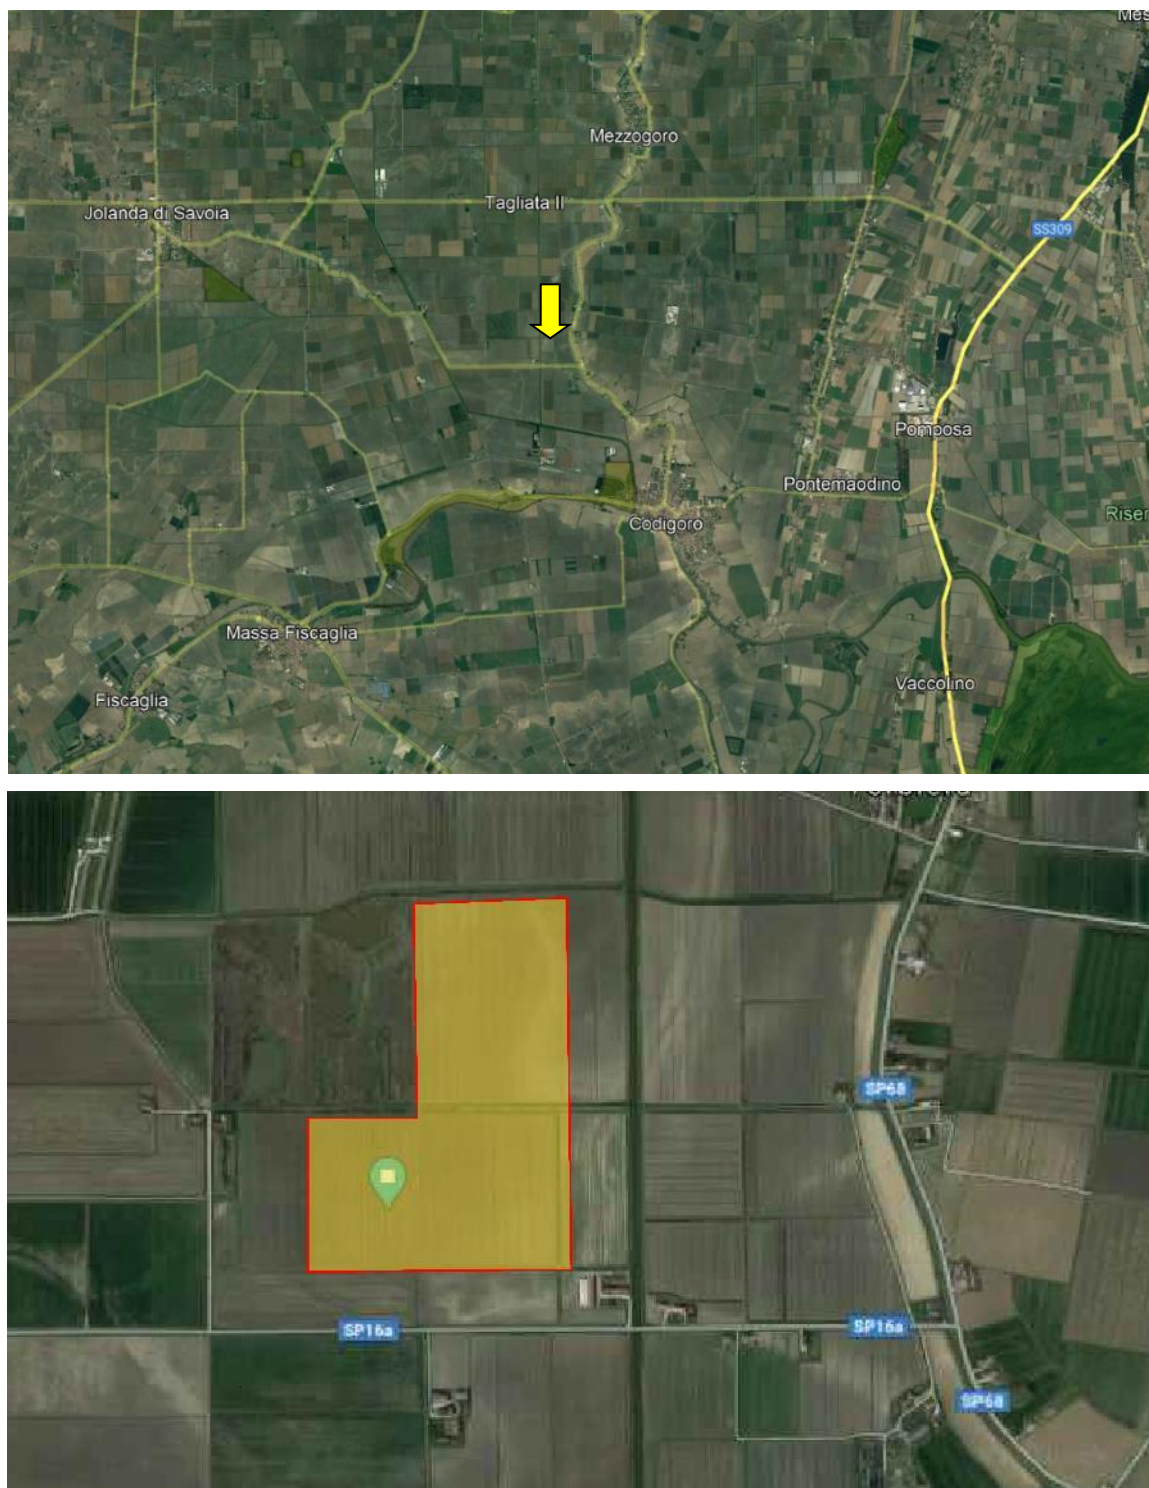 Mes
Mezzogoro
Tagliata II
Jolanda di Savoia
SS309
Pomposa
Pontemaodino
Riser
Codigoro
Massa Fiscaglia
Vaccolino
Fiscaglia
SP68
SP16a
SP16a
SP68